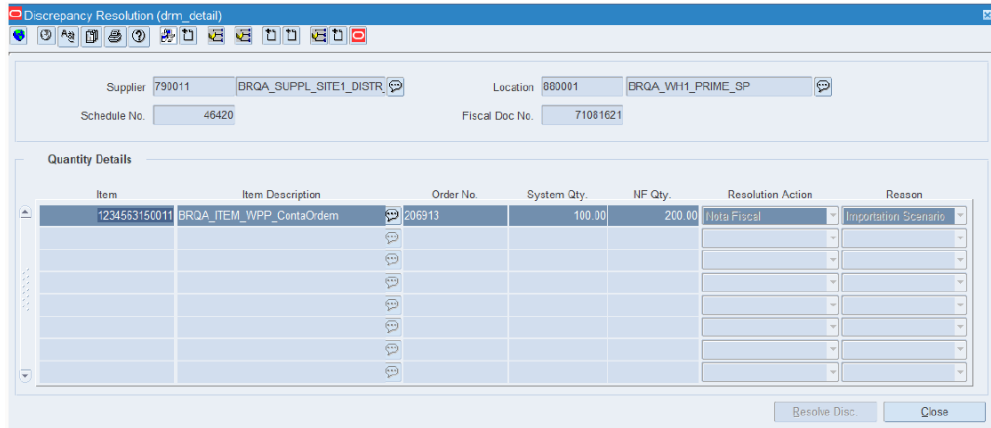 Discrepancy Resolution (drm_detail)
Supplier 790011 BRQA_SUPPL_SITE1_DISTR Location 880001 BRQA_WH1_PRIME_SP
Schedule No. 46420 Fiscal Doc No. 71081621
Quantity Details
Item Item Description Order No. System Qty. NF Qty. Resolution Action Reason
1234563150011 BRQA_ITEM_WPP_ContaOrdem 206913 100.00 200.00 Nota Fiscal Importation Scenario
Resolve Disc. Close